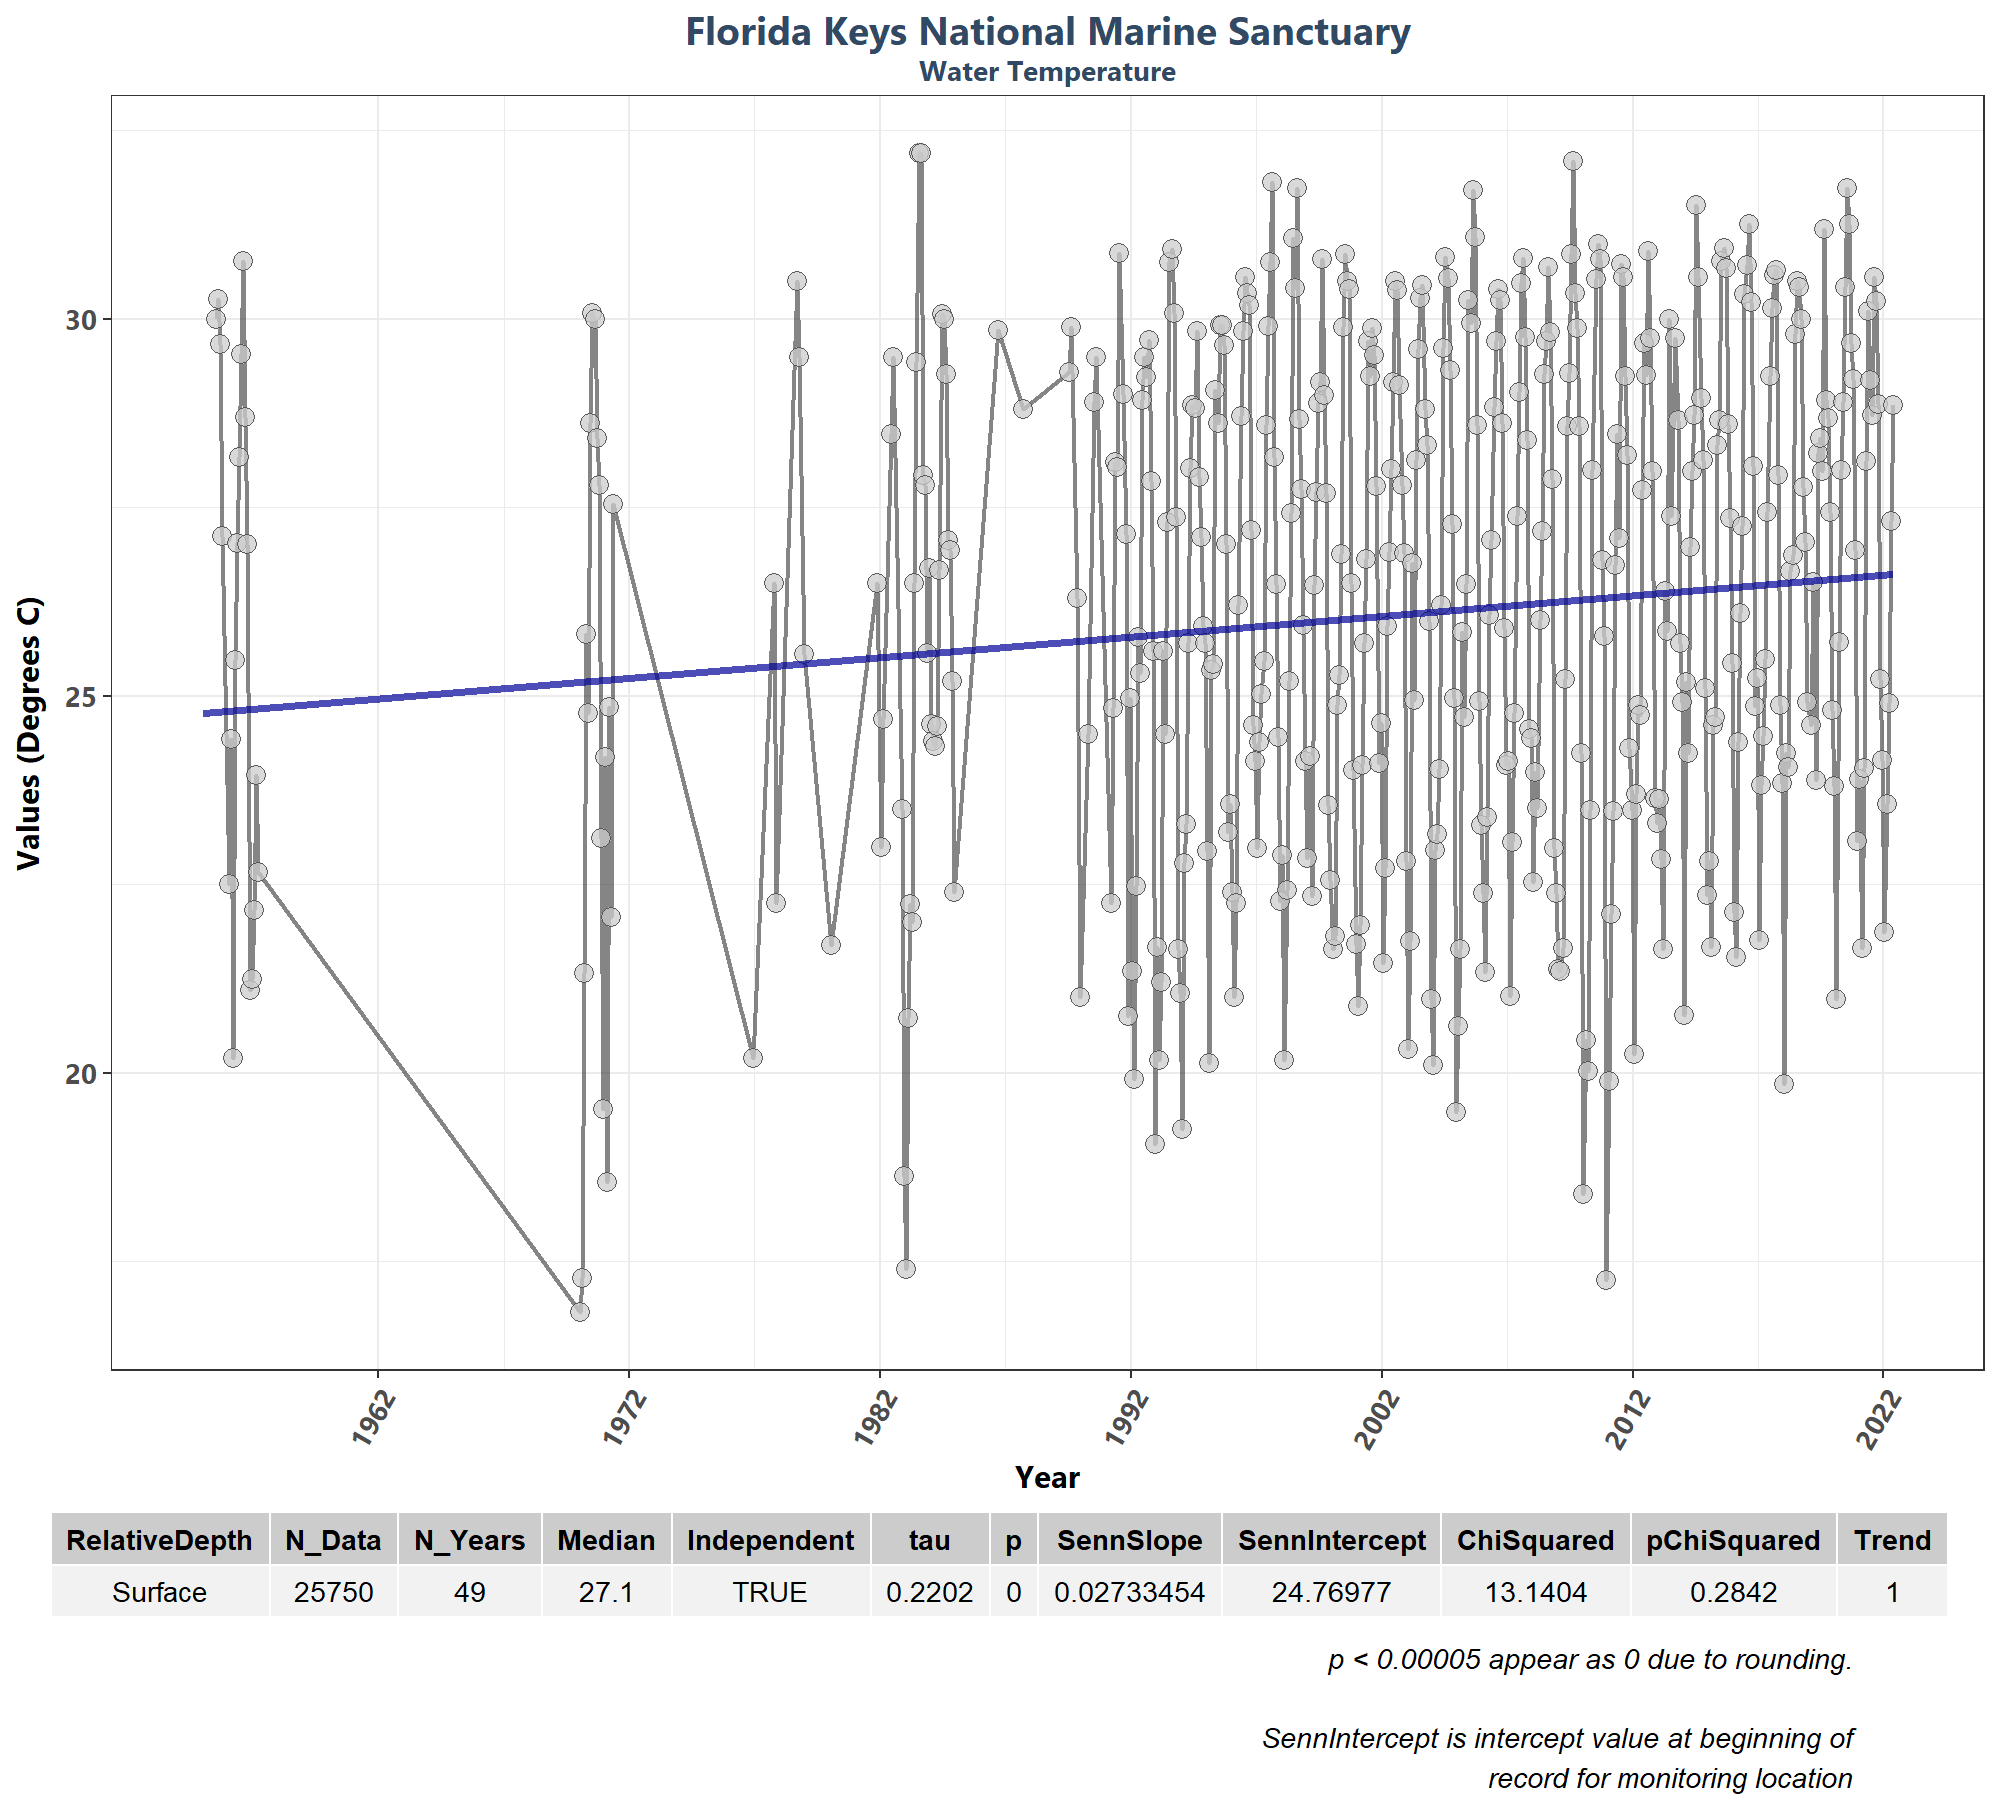 Florida Keys National Marine Sanctuary
Water Temperature
Values (Degrees C)
30
25
20
1962
1972
1982
1992
2002
2012
2022
Year
RelativeDepth N_Data N_Years Median Independent tau p SennSlope SennIntercept ChiSquared pChiSquared Trend
Surface 25750 49 27.1 TRUE 0.2202 0 0.02733454 24.76977 13.1404 0.2842 1
p < 0.00005 appear as 0 due to rounding.
SennIntercept is intercept value at beginning of
record for monitoring location